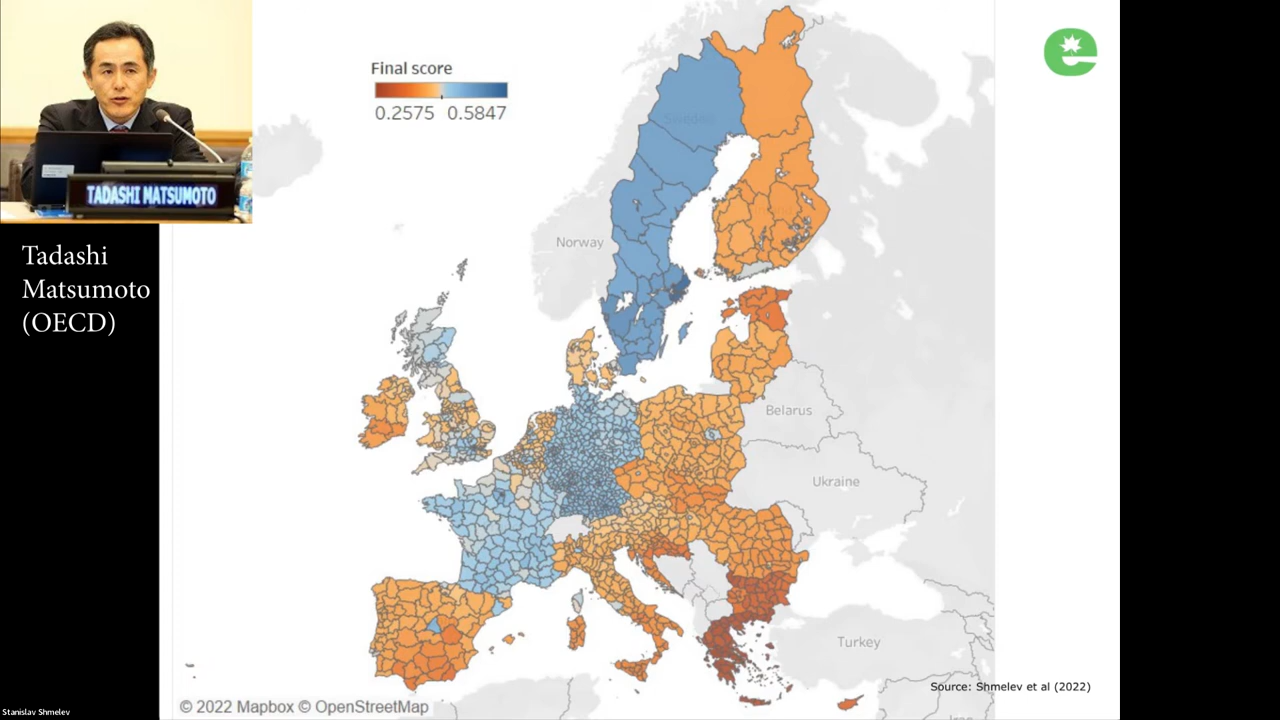 TADASHI MATSUMOTO
Tadashi
Matsumoto
(OECD)
Final score
0.2575 0.5847
Sweden
Norway
Belarus
Ukraine
Turkey
Source: Shmelev et al (2022)
© 2022 Mapbox © OpenStreetMap
Stanislav Shmelev